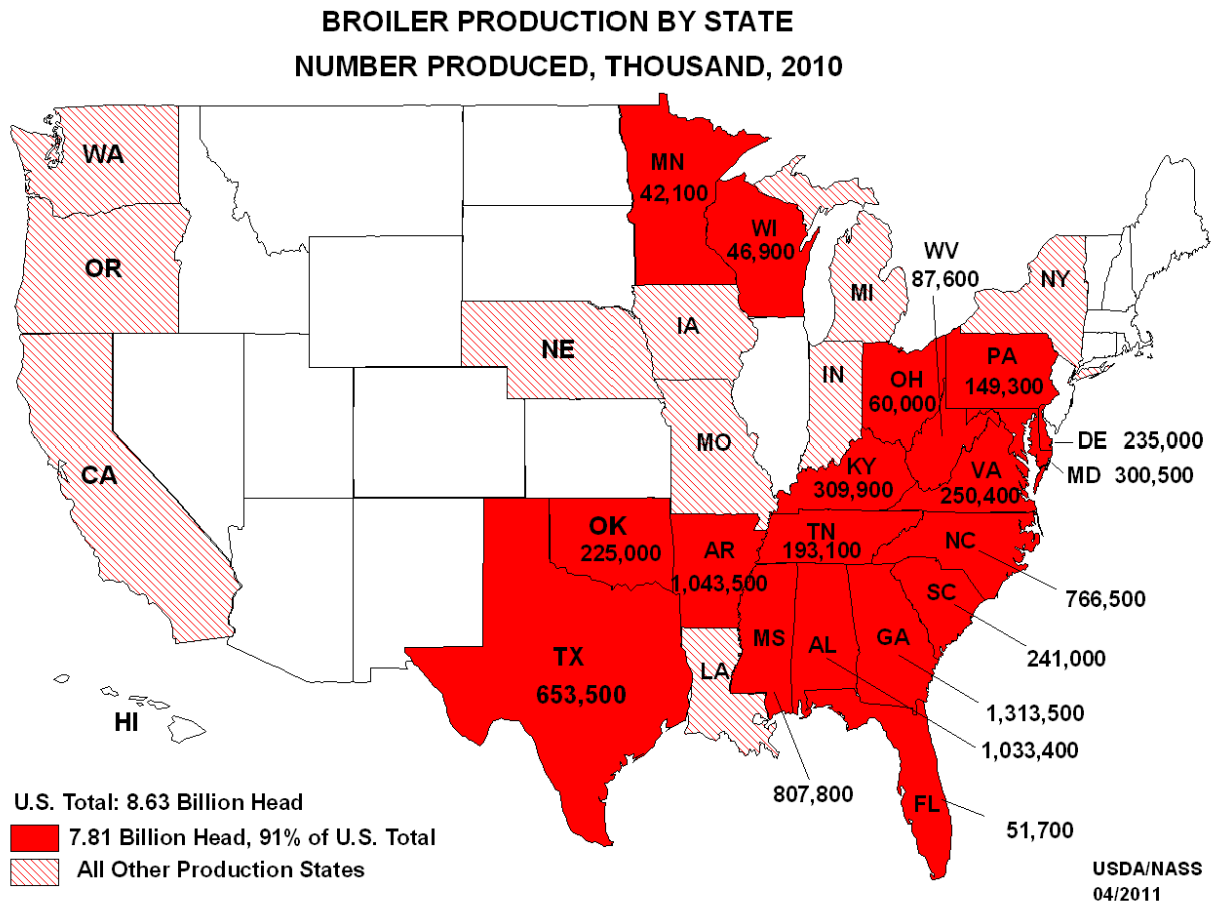 BROILER PRODUCTION BY STATE
NUMBER PRODUCED, THOUSAND, 2010
WA
OR
CA
HI
NE
IA
MO
LA
MN
42,100
WI
46,900
MI
IN
NY
WV
87,600
OH
60,000
PA
149,300
DE 235,000
MD 300,500
KY
309,900
VA
250,400
OK
225,000
AR
1,043,500
TN
193,100
NC
766,500
SC
241,000
TX
653,500
MS
807,800
AL
1,033,400
GA
1,313,500
FL
51,700
U.S. Total: 8.63 Billion Head
7.81 Billion Head, 91% of U.S. Total
All Other Production States
USDA/NASS
04/2011